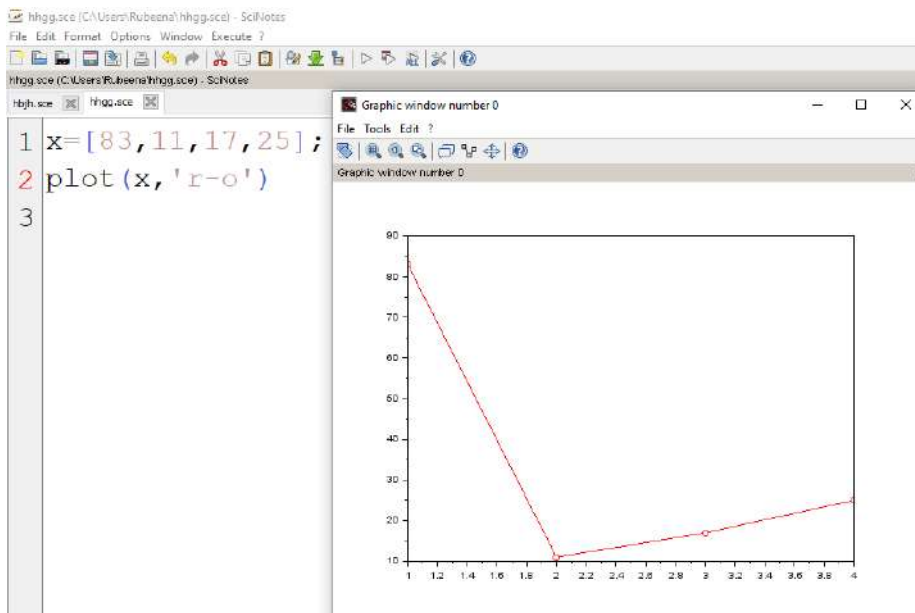 hhgg.sce (C:\Users\Rubeena\hhgg.sce) - SciNotes
File Edit Format Options Window Execute ?
hhgg.sce (C:\Users\Rubeena\hhgg.sce) - SciNotes
hbjh.sce hhgg.sce
1 x=[83,11,17,25];
2 plot(x,'r-o')
3
Graphic window number 0
File Tools Edit ?
Graphic window number 0
90
80
70
60
50
40
30
20
10
1 1.2 1.4 1.6 1.8 2 2.2 2.4 2.6 2.8 3 3.2 3.4 3.6 3.8 4